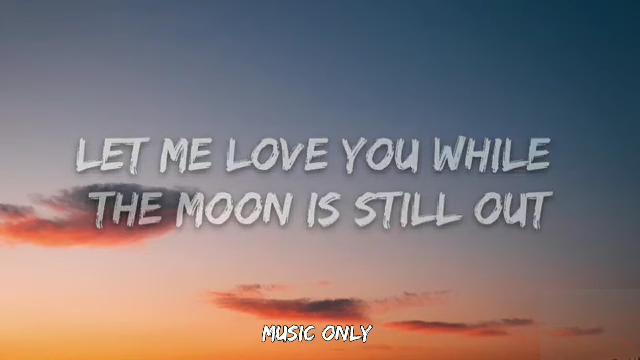 LET ME LOVE YOU WHILE
THE MOON IS STILL OUT
MUSIC ONLY